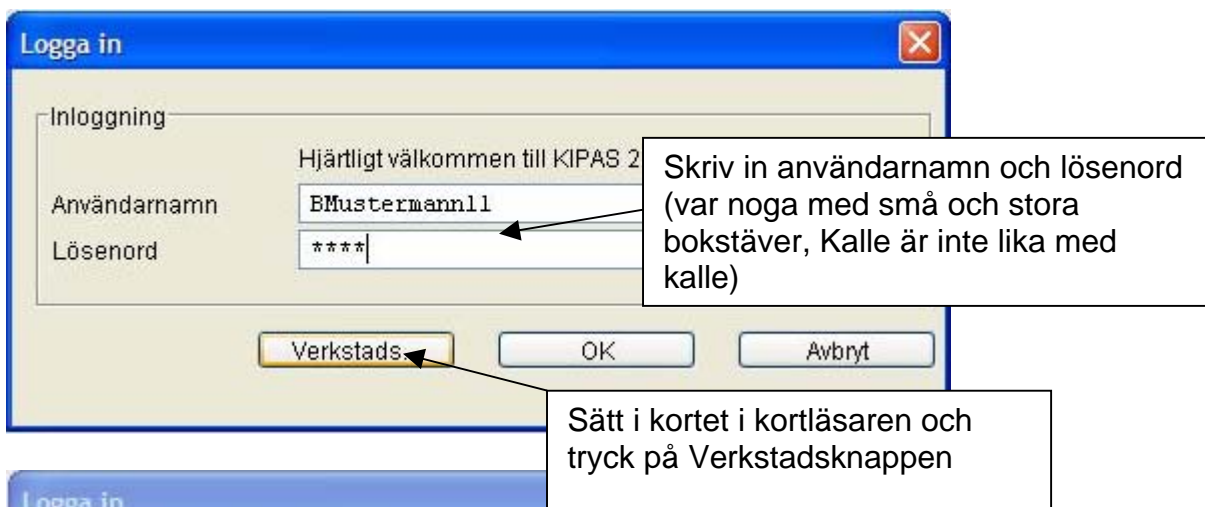 Logga in
Inloggning
Hjärtligt välkommen till KIPAS 2
Skriv in användarnamn och lösenord
(var noga med små och stora
bokstäver, Kalle är inte lika med
kalle)
Användarnamn
BMustermann11
Lösenord
****
Verkstads
OK
Avbryt
Sätt i kortet i kortläsaren och
tryck på Verkstadsknappen
Logga in